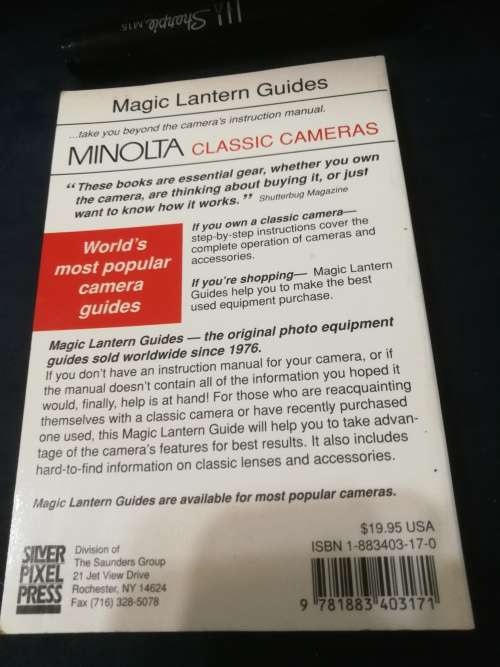 Sharpie M15
Magic Lantern Guides
...take you beyond the camera's instruction manual.
MINOLTA CLASSIC CAMERAS
“These books are essential gear, whether you own
the camera, are thinking about buying it, or just
want to know how it works.” Shutterbug Magazine
World's
most popular
camera
guides
If you own a classic camera—
step-by-step instructions cover the
complete operation of cameras and
accessories.
If you're shopping— Magic Lantern
Guides help you to make the best
used equipment purchase.
Magic Lantern Guides — the original photo equipment
guides sold worldwide since 1976.
If you don't have an instruction manual for your camera, or if
the manual doesn't contain all of the information you hoped it
would, finally, help is at hand! For those who are reacquainting
themselves with a classic camera or have recently purchased
one used, this Magic Lantern Guide will help you to take advan-
tage of the camera's features for best results. It also includes
hard-to-find information on classic lenses and accessories.
Magic Lantern Guides are available for most popular cameras.
SILVER
PIXEL
PRESS
Division of
The Saunders Group
21 Jet View Drive
Rochester, NY 14624
Fax (716) 328-5078
$19.95 USA
ISBN 1-883403-17-0
9 781883 403171